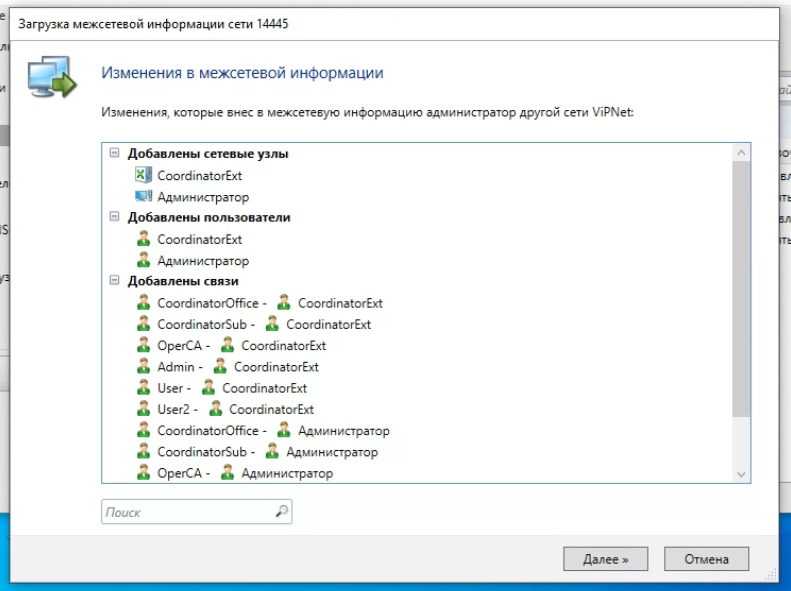 Загрузка межсетевой информации сети 14445
Изменения в межсетевой информации
Изменения, которые внес в межсетевую информацию администратор другой сети ViPNet:
Добавлены сетевые узлы
CoordinatorExt
Администратор
Добавлены пользователи
CoordinatorExt
Администратор
Добавлены связи
CoordinatorOffice - CoordinatorExt
CoordinatorSub - CoordinatorExt
OperCA - CoordinatorExt
Admin - CoordinatorExt
User - CoordinatorExt
User2 - CoordinatorExt
CoordinatorOffice - Администратор
CoordinatorSub - Администратор
OperCA - Администратор
Поиск
Далее »
Отмена